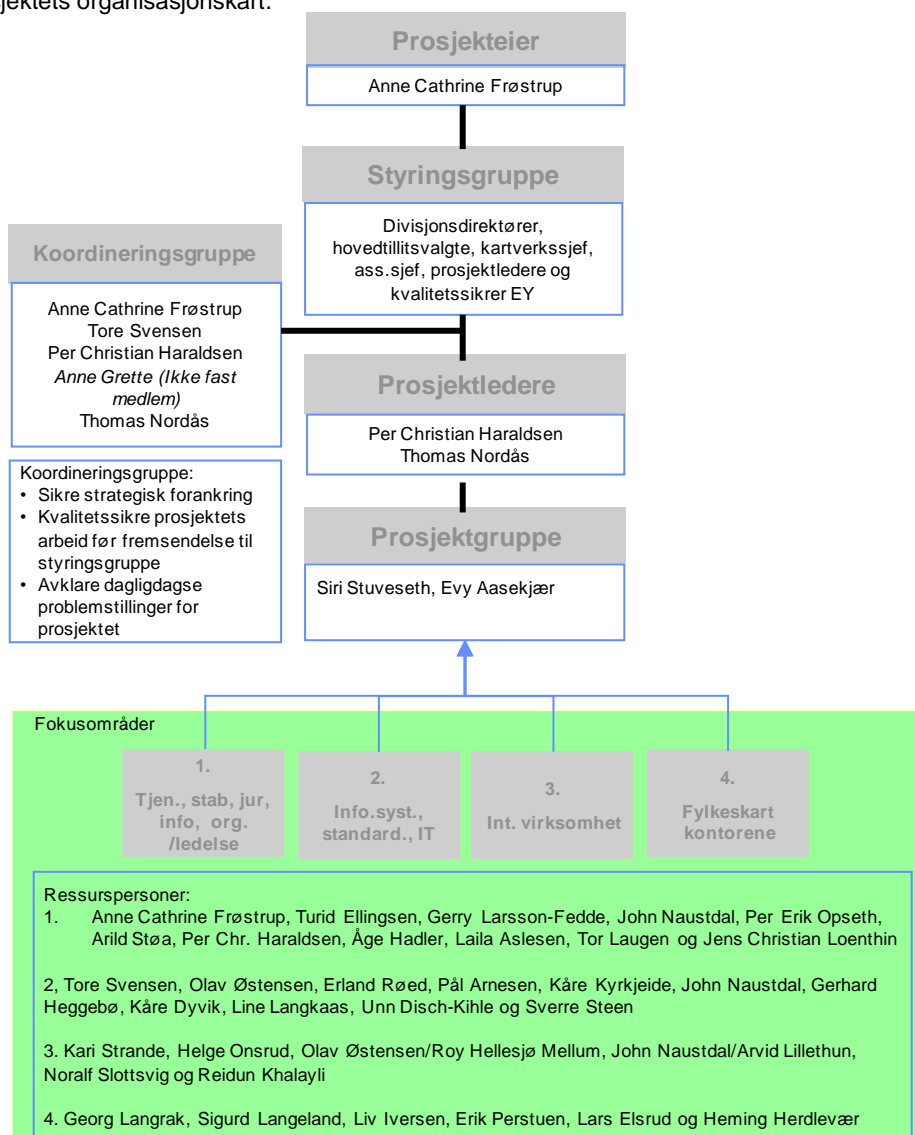 sjektets organisasjonskart.
Prosjekteier
Anne Cathrine Frøstrup
Styringsgruppe
Divisjonsdirektører,
hovedtillitsvalgte, kartverkssjef,
ass.sjef, prosjektledere og
kvalitetssikrer EY
Koordineringsgruppe
Anne Cathrine Frøstrup
Tore Svensen
Per Christian Haraldsen
Anne Grette (Ikke fast
medlem)
Thomas Nordås
Koordineringsgruppe:
• Sikre strategisk forankring
• Kvalitetssikre prosjektets
arbeid før fremsendelse til
styringsgruppe
• Avklare dagligdagse
problemstillinger for
prosjektet
Prosjektledere
Per Christian Haraldsen
Thomas Nordås
Prosjektgruppe
Siri Stuveseth, Evy Aasekjær
Fokusområder
1.
Tjen., stab, jur,
info, org.
/ledelse
2.
Info.syst.,
standard., IT
3.
Int. virksomhet
4.
Fylkeskart
kontorene
Ressurspersoner:
1. Anne Cathrine Frøstrup, Turid Ellingsen, Gerry Larsson-Fedde, John Naustdal, Per Erik Opseth,
Arild Støa, Per Chr. Haraldsen, Åge Hadler, Laila Aslesen, Tor Laugen og Jens Christian Loenthin
2, Tore Svensen, Olav Østensen, Erland Røed, Pål Arnesen, Kåre Kyrkjeide, John Naustdal, Gerhard
Heggebø, Kåre Dyvik, Line Langkaas, Unn Disch-Kihle og Sverre Steen
3. Kari Strande, Helge Onsrud, Olav Østensen/Roy Hellesjø Mellum, John Naustdal/Arvid Lillethun,
Noralf Slottsvig og Reidun Khalayli
4. Georg Langrak, Sigurd Langeland, Liv Iversen, Erik Perstuen, Lars Elsrud og Heming Herdlevær